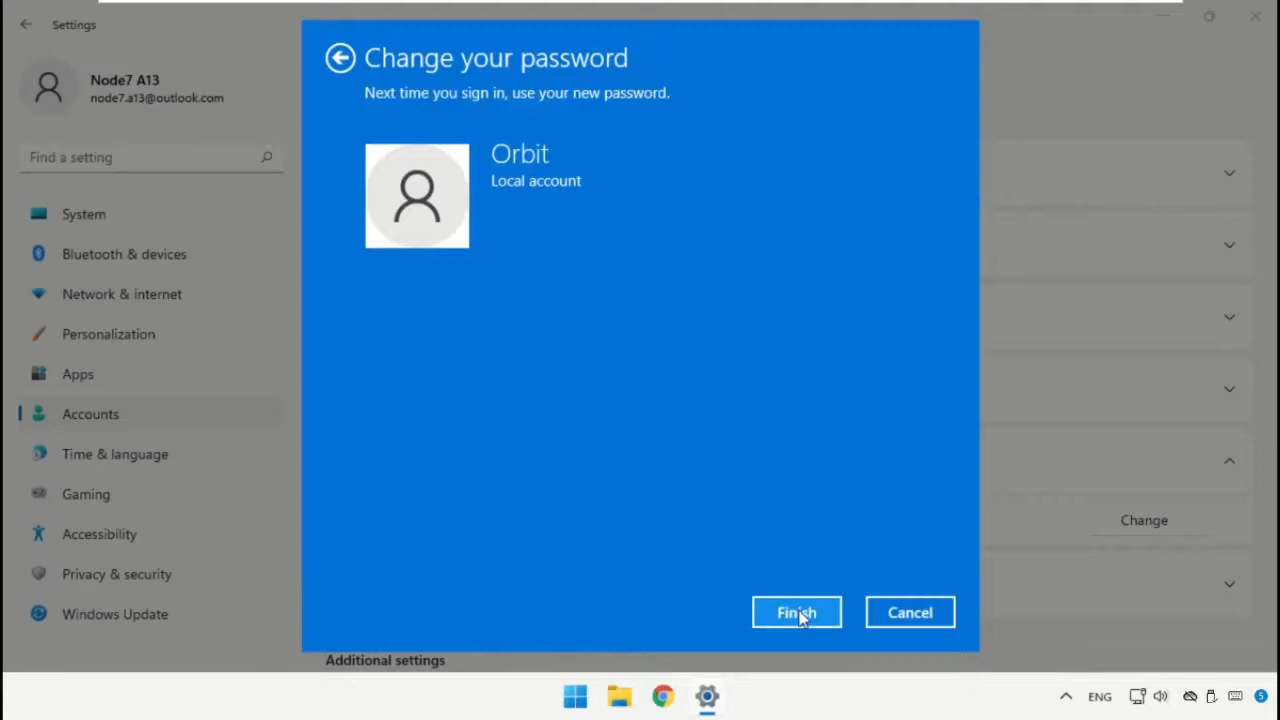 Settings
Node7 A13
node7.a13@outlook.com
Find a setting
System
Bluetooth & devices
Network & internet
Personalization
Apps
Accounts
Time & language
Gaming
Accessibility
Privacy & security
Windows Update
Change your password
Next time you sign in, use your new password.
Orbit
Local account
Finish
Cancel
Change
Additional settings
ENG
5